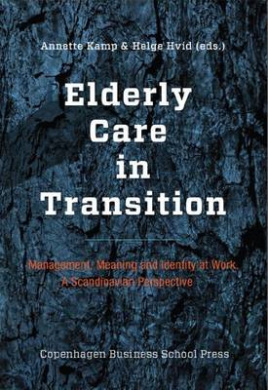 Annette Kamp & Helge Hvid (eds.)
Elderly
Care
in
Transition
Management, Meaning and Identity at Work.
A Scandinavian Perspective
Copenhagen Business School Press